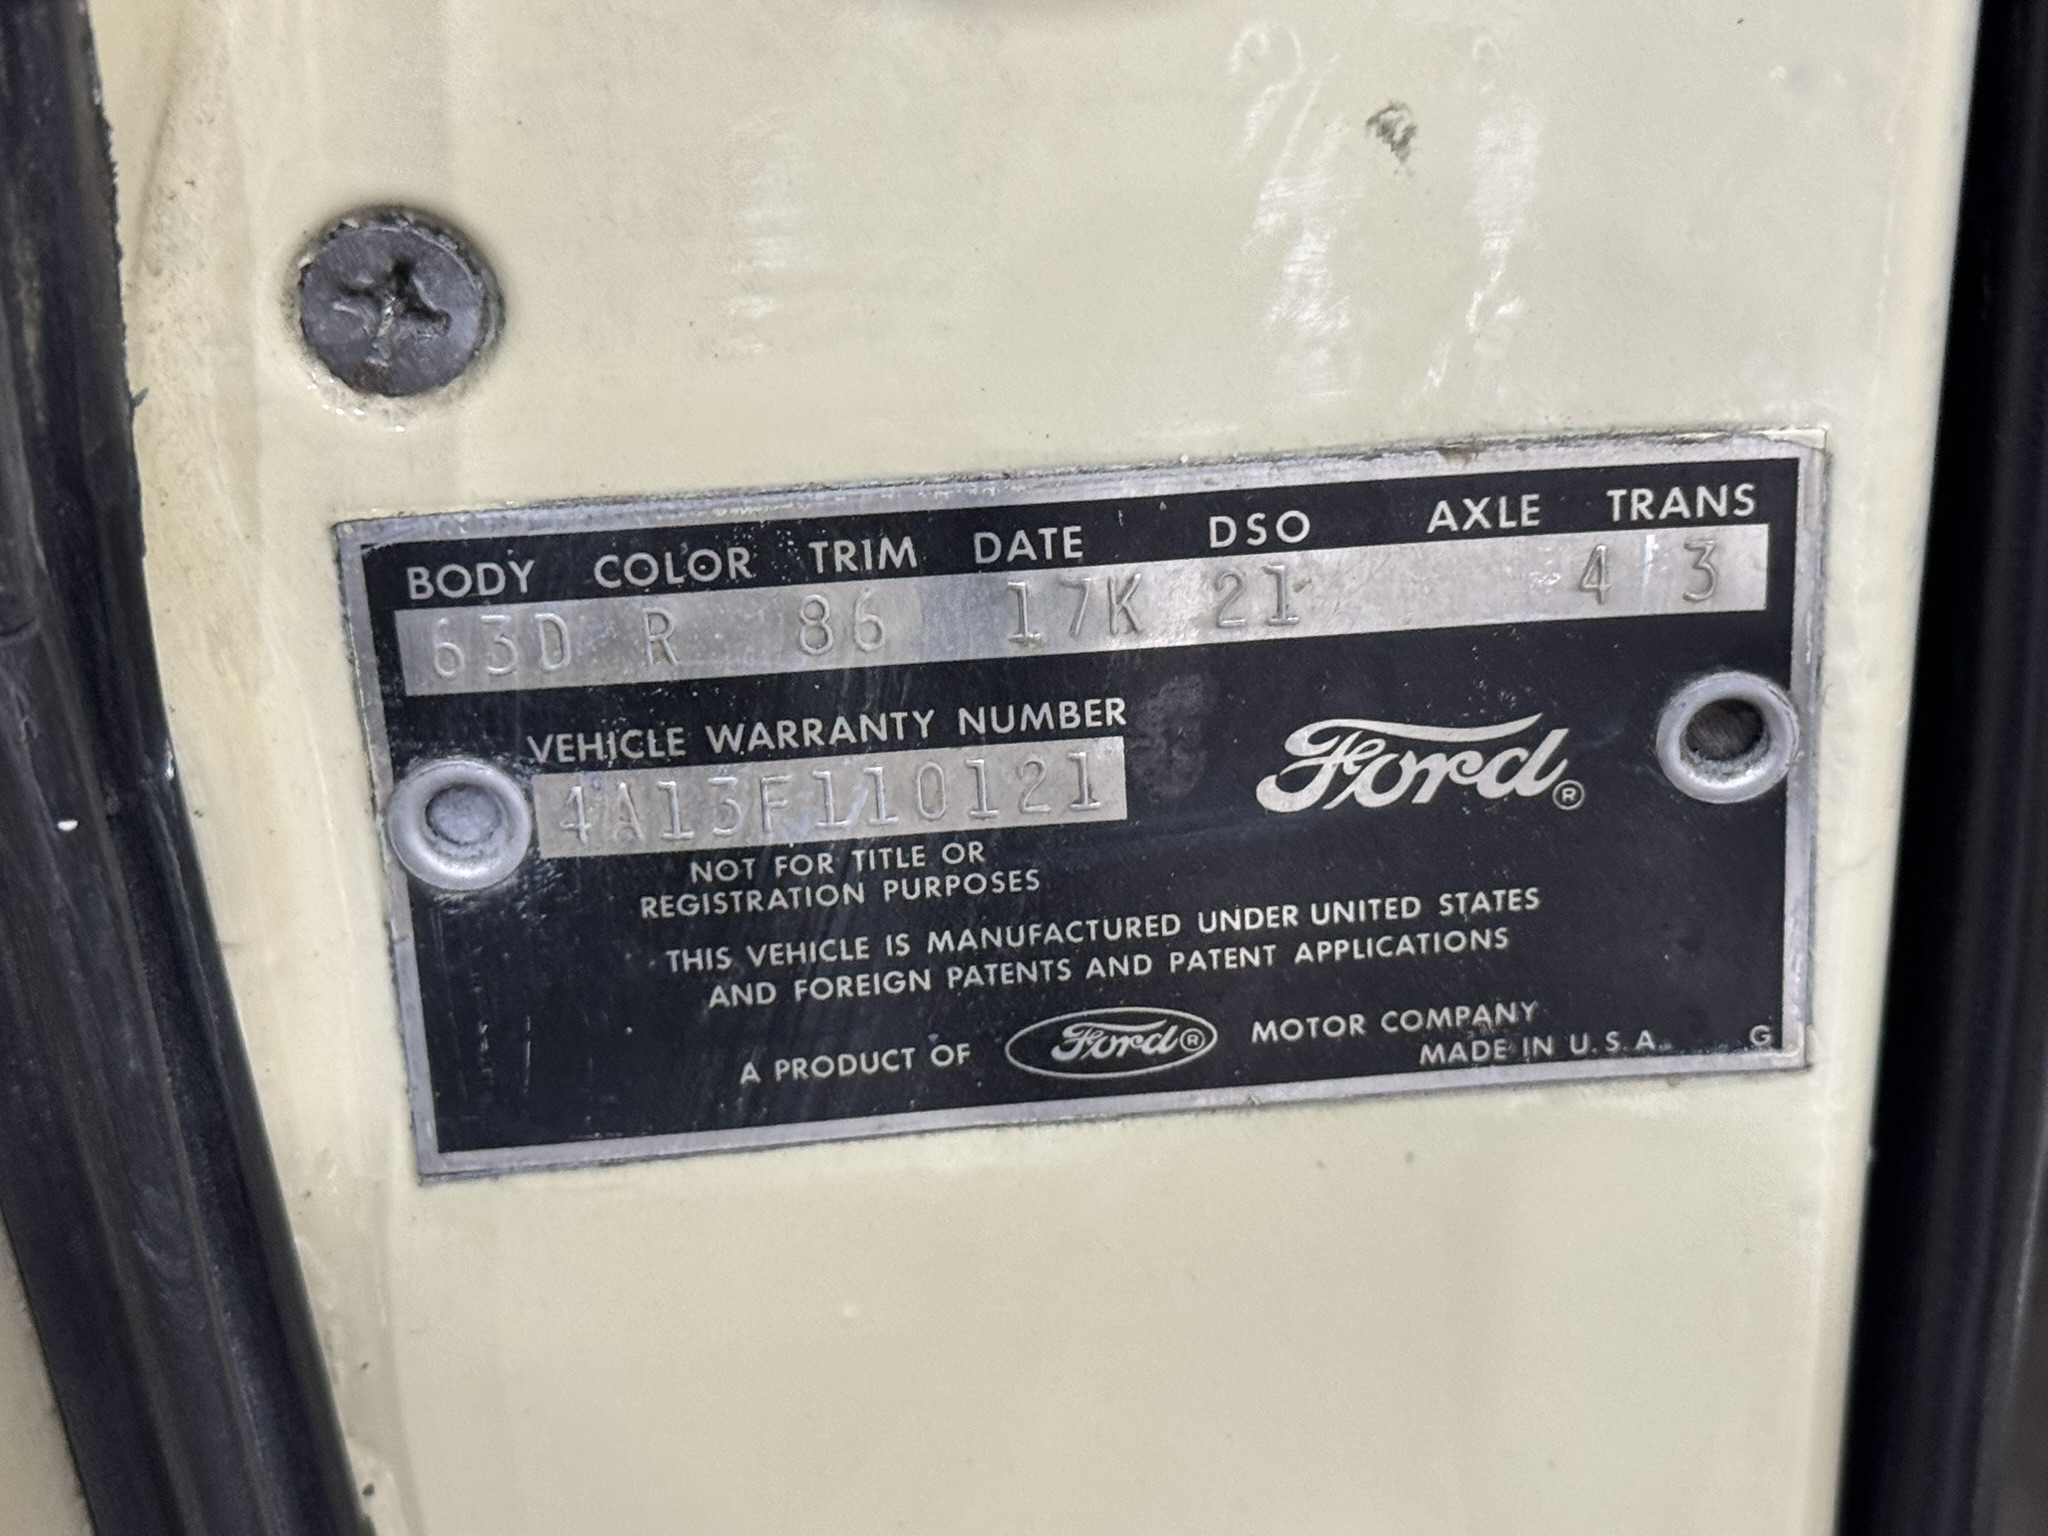 BODY COLOR TRIM DATE DSO AXLE TRANS
63D R 86 17K 21 4 3
VEHICLE WARRANTY NUMBER
4A13F110121
Ford®
NOT FOR TITLE OR
REGISTRATION PURPOSES
THIS VEHICLE IS MANUFACTURED UNDER UNITED STATES
AND FOREIGN PATENTS AND PATENT APPLICATIONS
A PRODUCT OF Ford® MOTOR COMPANY
MADE IN U.S.A. G